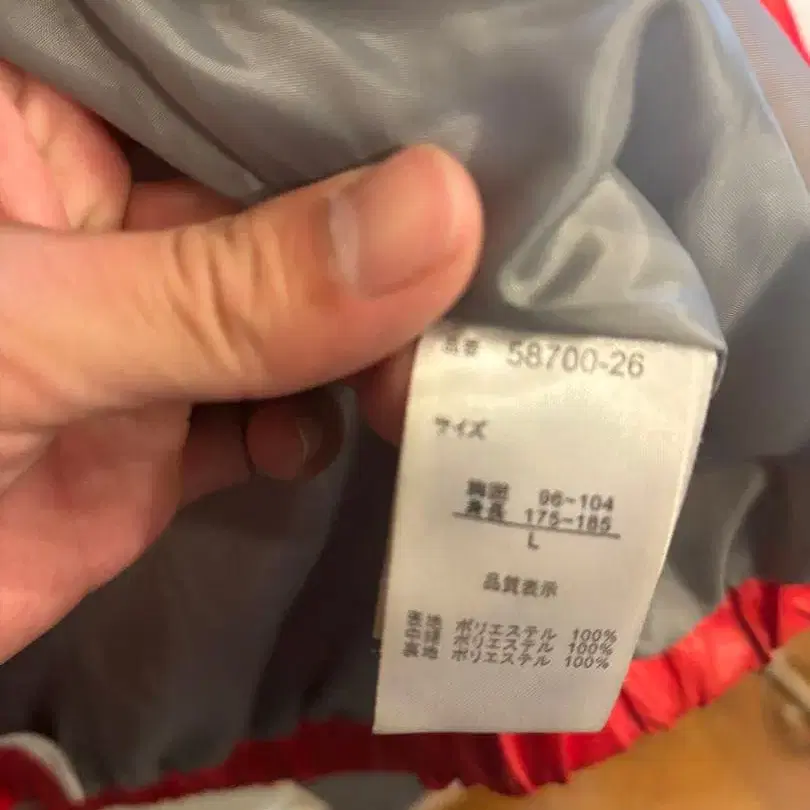 品番 58700-26
サイズ
胸囲 96~104
身長 175~185
L
品質表示
表地 ポリエステル 100%
中綿 ポリエステル 100%
裏地 ポリエステル 100%